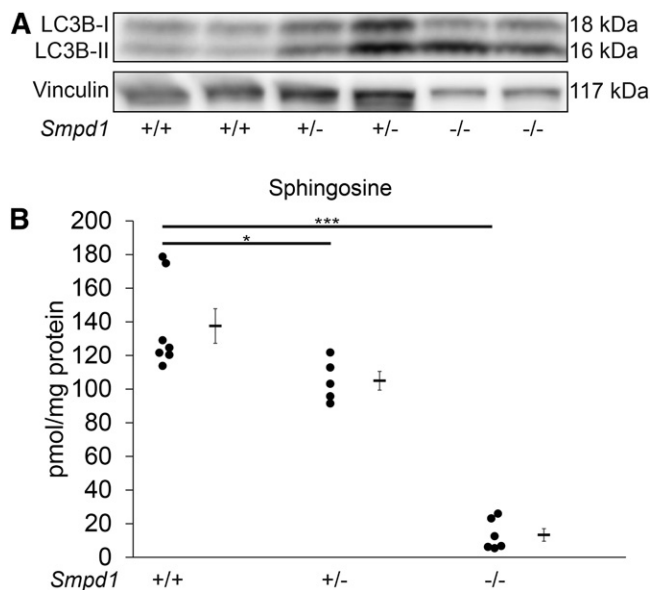 A
LC3B-I 18 kDa
LC3B-II 16 kDa
Vinculin 117 kDa
Smpd1 +/+ +/+ +/- +/- -/- -/-
Sphingosine
B
***
*
pmol/mg protein
200
180
160
140
120
100
80
60
40
20
0
Smpd1 +/+ +/- -/-